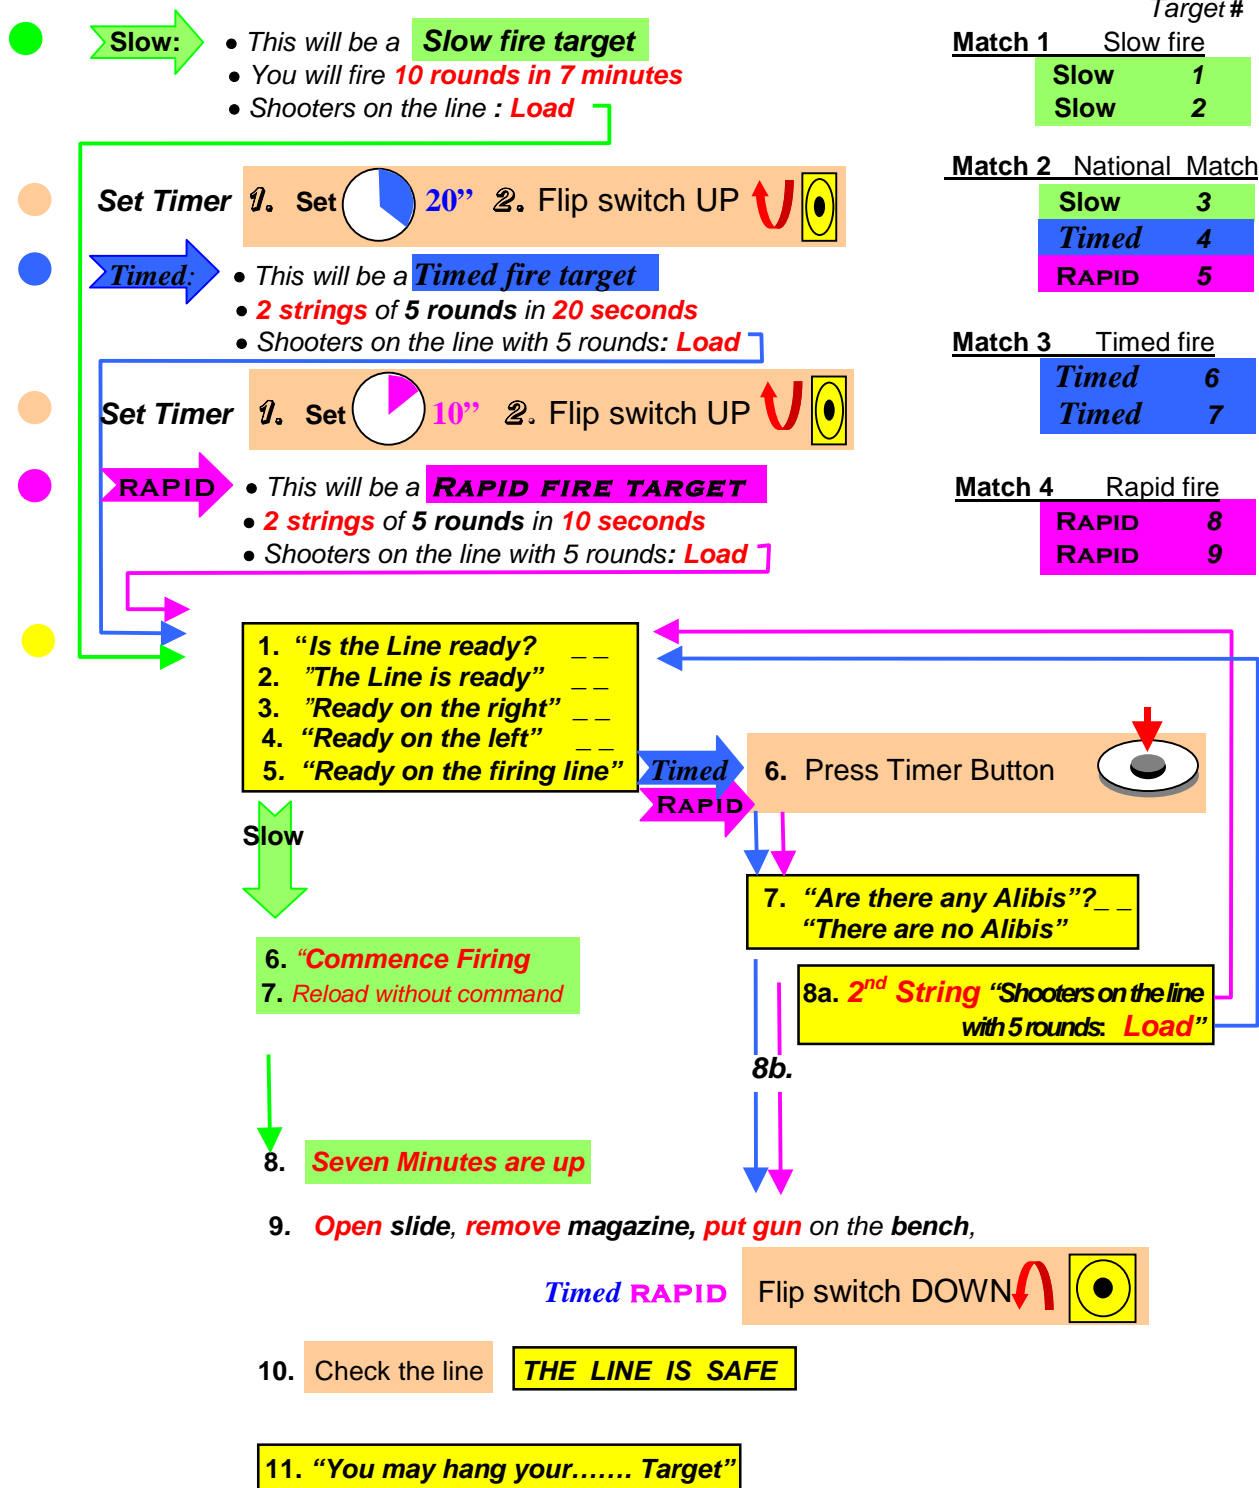 Target #
Slow:
• This will be a Slow fire target
• You will fire 10 rounds in 7 minutes
• Shooters on the line : Load
Match 1 Slow fire
Slow 1
Slow 2
Set Timer 1. Set 20” 2. Flip switch UP
Match 2 National Match
Slow 3
Timed 4
RAPID 5
Timed:
• This will be a Timed fire target
• 2 strings of 5 rounds in 20 seconds
• Shooters on the line with 5 rounds: Load
Match 3 Timed fire
Timed 6
Timed 7
Set Timer 1. Set 10” 2. Flip switch UP
RAPID
• This will be a RAPID FIRE TARGET
• 2 strings of 5 rounds in 10 seconds
• Shooters on the line with 5 rounds: Load
Match 4 Rapid fire
RAPID 8
RAPID 9
1. “Is the Line ready? _ _
2. ”The Line is ready” _ _
3. ”Ready on the right” _ _
4. “Ready on the left” _ _
5. “Ready on the firing line”
Timed
RAPID
6. Press Timer Button
Slow
7. “Are there any Alibis”?_ _
“There are no Alibis”
6. “Commence Firing
7. Reload without command
8a. 2nd String “Shooters on the line
with 5 rounds: Load”
8b.
8. Seven Minutes are up
9. Open slide, remove magazine, put gun on the bench,
Timed RAPID Flip switch DOWN
10. Check the line THE LINE IS SAFE
11. “You may hang your……. Target”